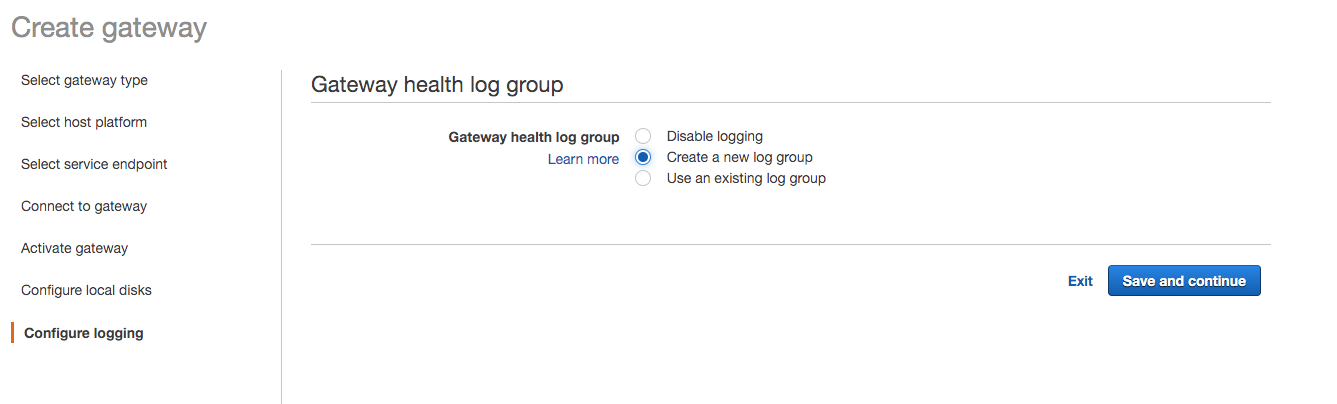 Create gateway
Select gateway type
Select host platform
Select service endpoint
Connect to gateway
Activate gateway
Configure local disks
Configure logging
Gateway health log group
Gateway health log group
Learn more
Disable logging
Create a new log group
Use an existing log group
Exit
Save and continue